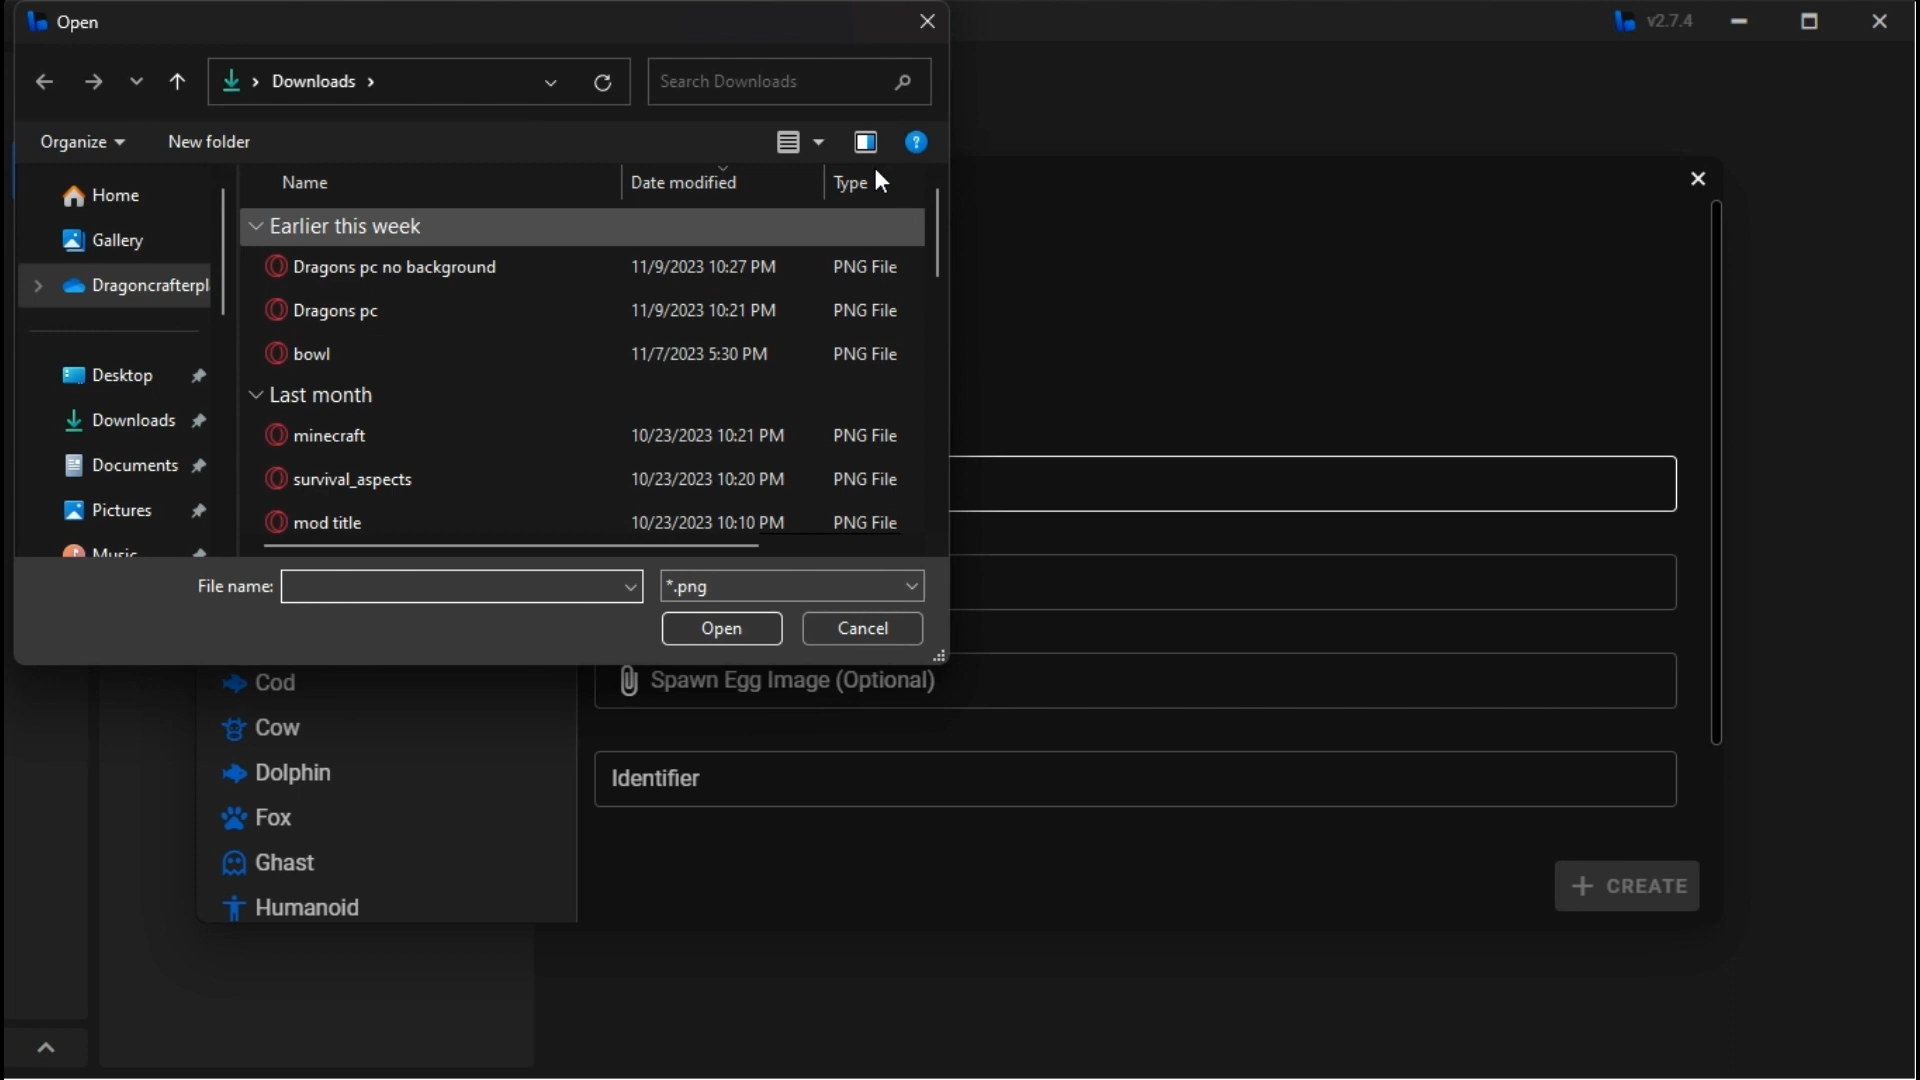 Open
v2.7.4
Downloads
Search Downloads
Organize
New folder
Name
Date modified
Type
Home
Gallery
Dragoncrafterpl
Desktop
Downloads
Documents
Pictures
Music
Earlier this week
Dragons pc no background 11/9/2023 10:27 PM PNG File
Dragons pc 11/9/2023 10:21 PM PNG File
bowl 11/7/2023 5:30 PM PNG File
Last month
minecraft 10/23/2023 10:21 PM PNG File
survival_aspects 10/23/2023 10:20 PM PNG File
mod title 10/23/2023 10:10 PM PNG File
File name:
*.png
Open
Cancel
Cod
Cow
Dolphin
Fox
Ghast
Humanoid
Spawn Egg Image (Optional)
Identifier
CREATE